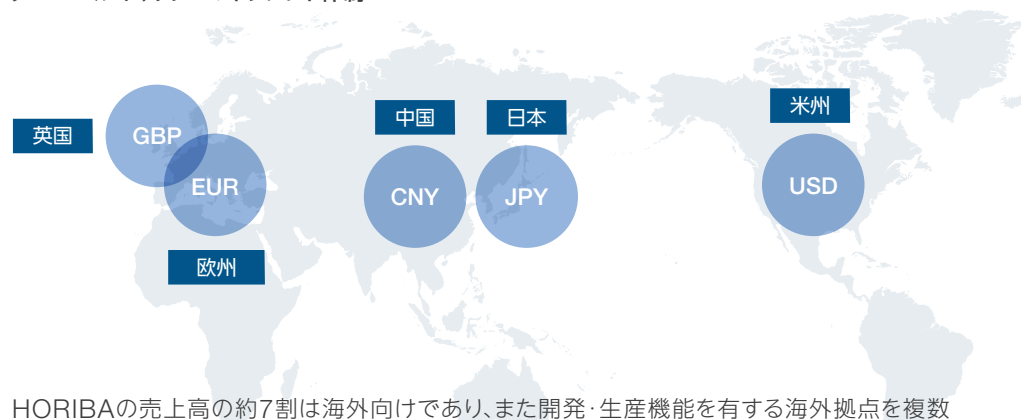 英国
GBP
EUR
欧州
中国
CNY
日本
JPY
米州
USD
HORIBAの売上高の約7割は海外向けであり、また開発・生産機能を有する海外拠点を複数